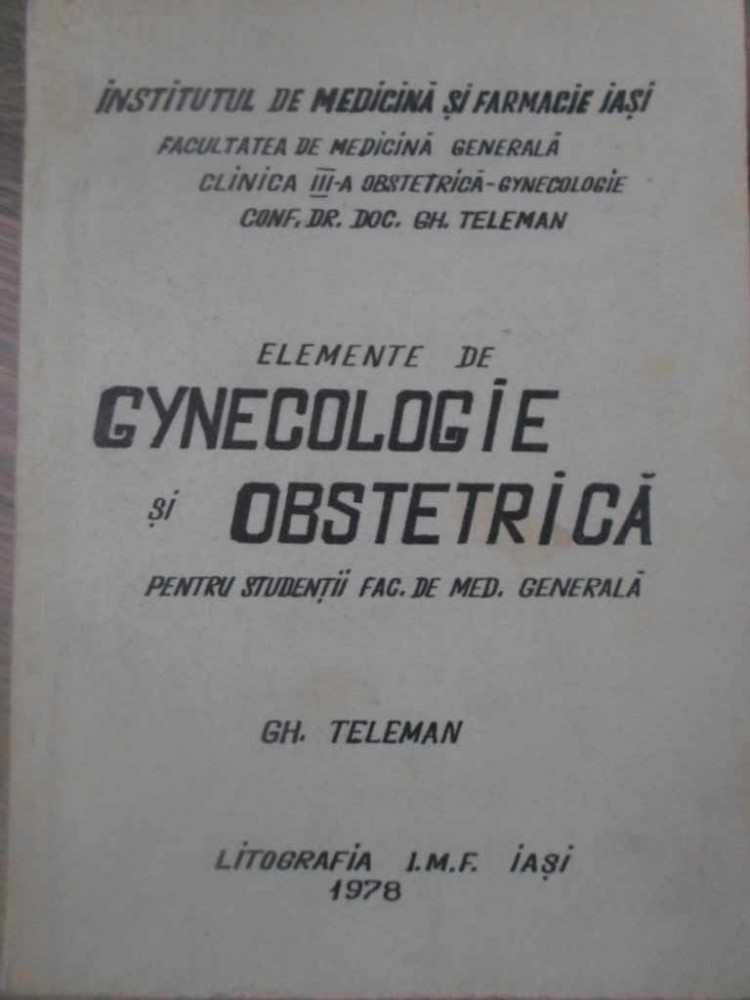 INSTITUTUL DE MEDICINĂ ȘI FARMACIE IAȘI
FACULTATEA DE MEDICINĂ GENERALĂ
CLINICA III-A OBSTETRICĂ-GYNECOLOGIE
CONF. DR. DOC. GH. TELEMAN
ELEMENTE DE
GYNECOLOGIE
și OBSTETRICĂ
PENTRU STUDENȚII FAC. DE MED. GENERALĂ
GH. TELEMAN
LITOGRAFIA I.M.F. IAȘI
1978